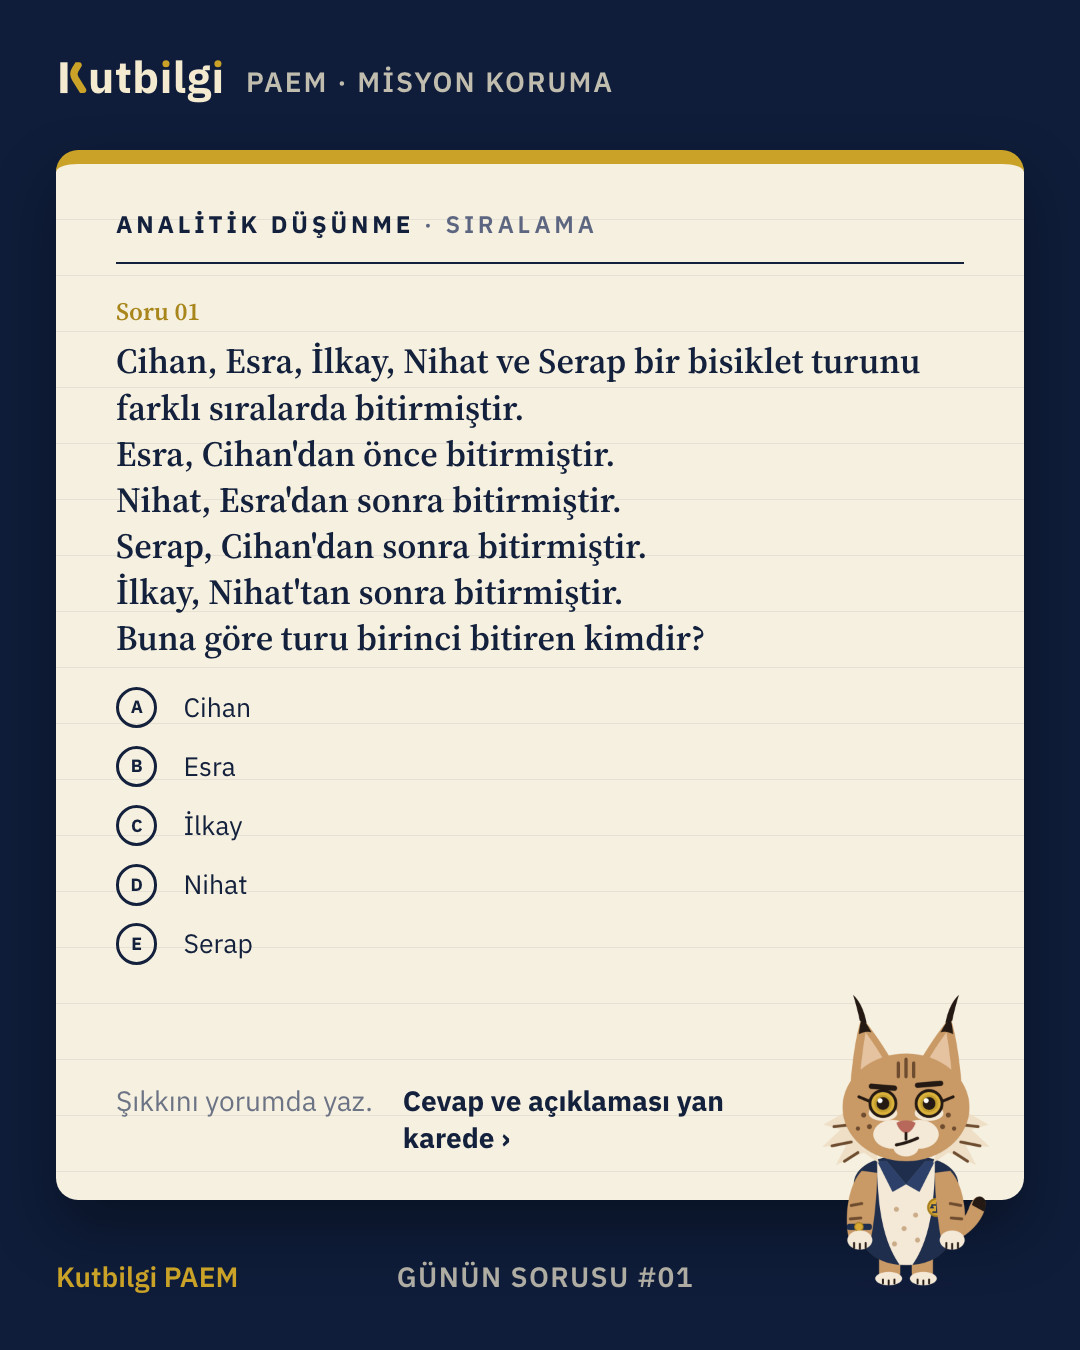 Kutbilgi PAEM · MİSYON KORUMA
ANALİTİK DÜŞÜNME · SIRALAMA
Soru 01
Cihan, Esra, İlkay, Nihat ve Serap bir bisiklet turunu
farklı sıralarda bitirmiştir.
Esra, Cihan'dan önce bitirmiştir.
Nihat, Esra'dan sonra bitirmiştir.
Serap, Cihan'dan sonra bitirmiştir.
İlkay, Nihat'tan sonra bitirmiştir.
Buna göre turu birinci bitiren kimdir?
A Cihan
B Esra
C İlkay
D Nihat
E Serap
Şıkkını yorumda yaz. Cevap ve açıklaması yan
karede ›
Kutbilgi PAEM GÜNÜN SORUSU #01